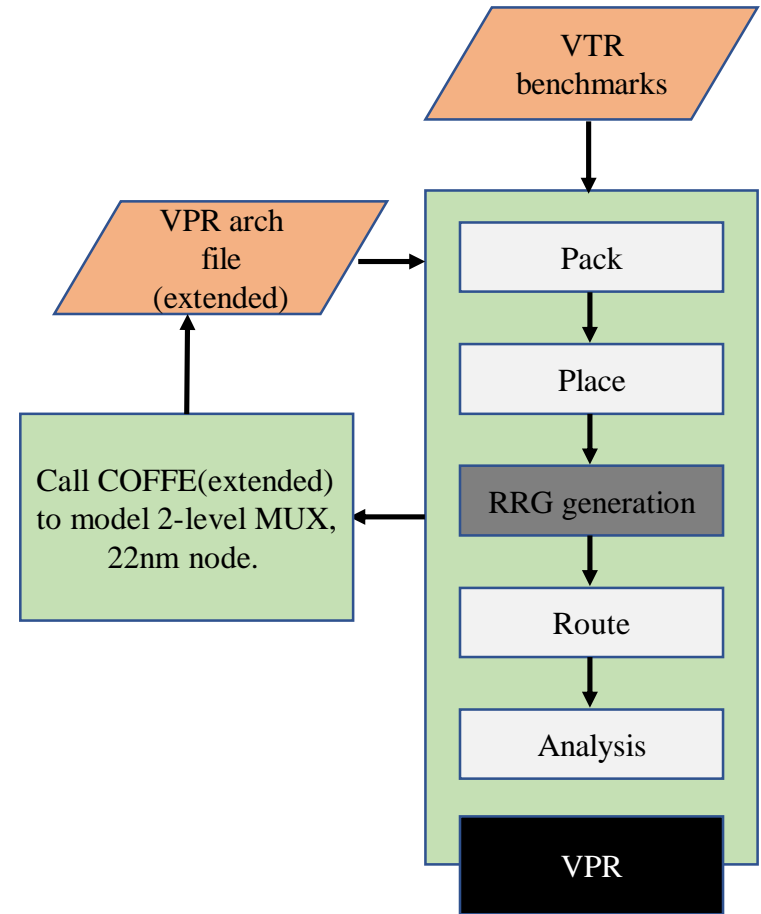 VTR
benchmarks
VPR arch
file
(extended)
Pack
Place
Call COFFE(extended)
to model 2-level MUX,
22nm node.
RRG generation
Route
Analysis
VPR